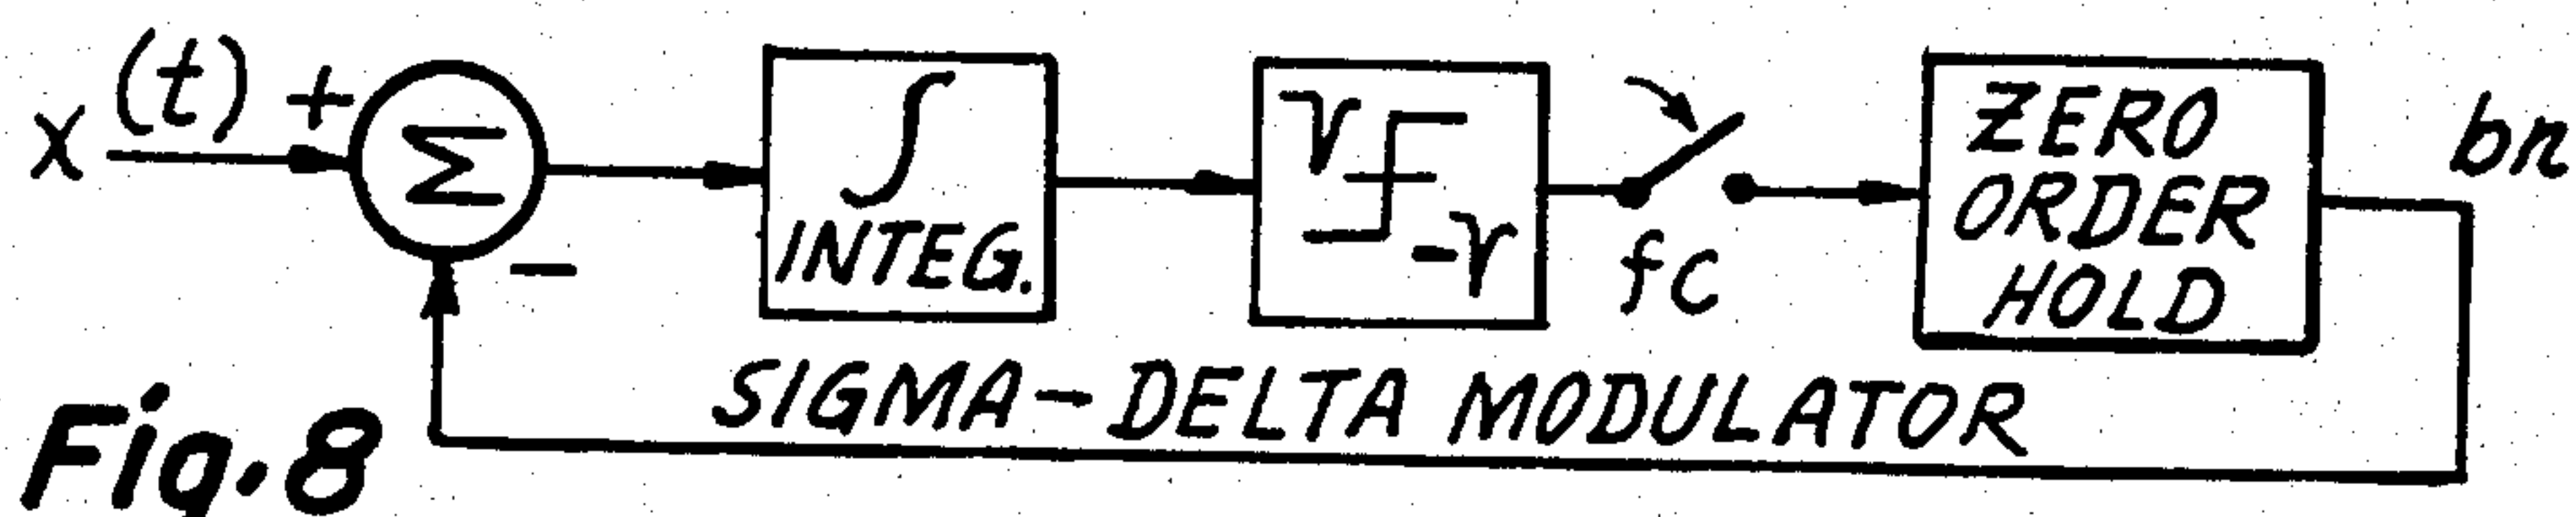 x(t)
+
Σ
−
∫
INTEG.
γ
-γ
fc
ZERO
ORDER
HOLD
bn
SIGMA-DELTA MODULATOR
Fig.8